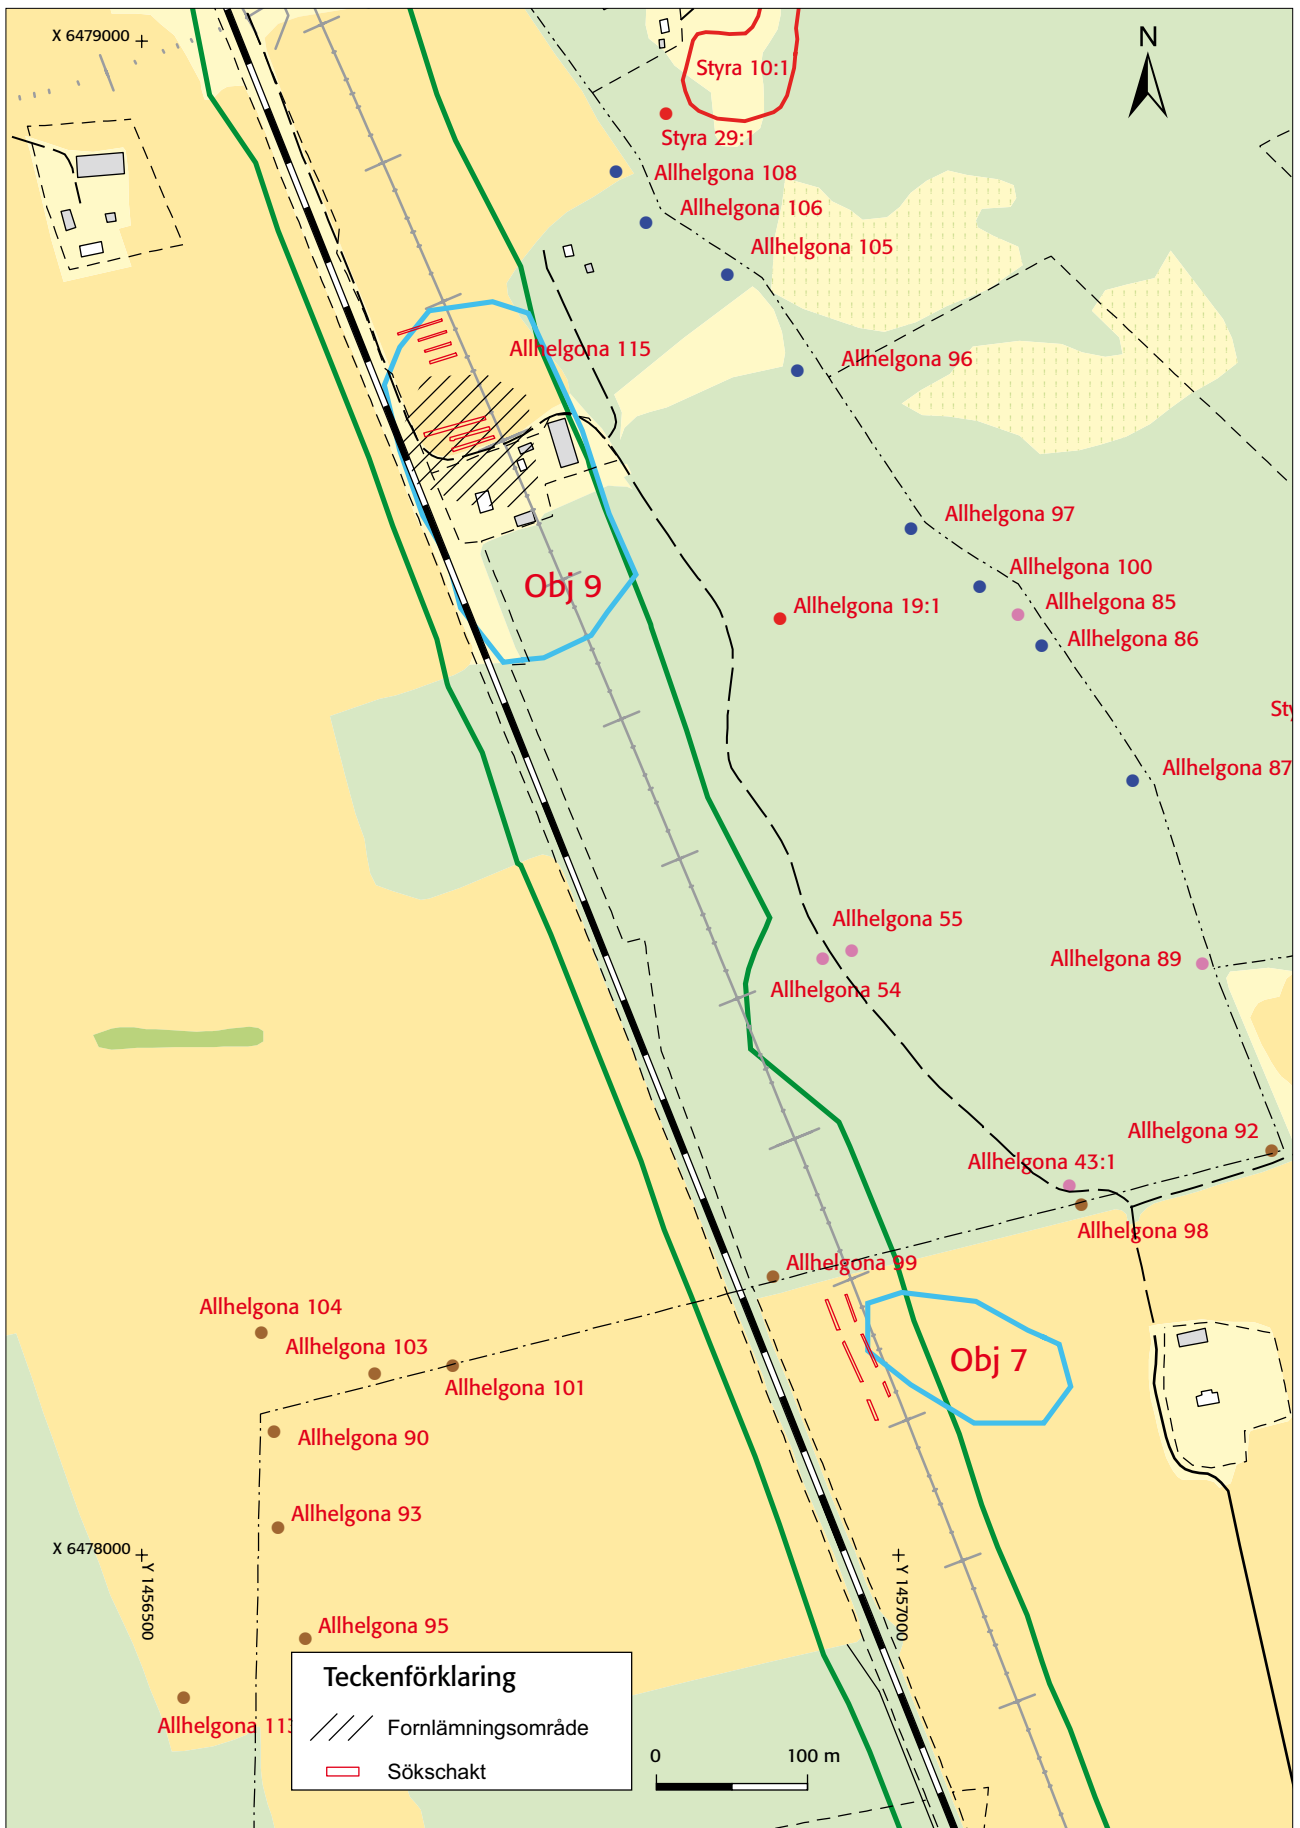 X 6479000
N
Styra 10:1
Styra 29:1
Allhelgona 108
Allhelgona 106
Allhelgona 105
Allhelgona 115
Allhelgona 96
Allhelgona 97
Allhelgona 100
Obj 9
Allhelgona 19:1
Allhelgona 85
Allhelgona 86
Sty
Allhelgona 87
Allhelgona 55
Allhelgona 89
Allhelgona 54
Allhelgona 92
Allhelgona 43:1
Allhelgona 98
Allhelgona 99
Allhelgona 104
Allhelgona 103
Obj 7
Allhelgona 101
Allhelgona 90
Allhelgona 93
X 6478000
Y 1456500
Y 1457000
Allhelgona 95
Allhelgona 113
Teckenförklaring
Fornlämningsområde
Sökschakt
0 100 m